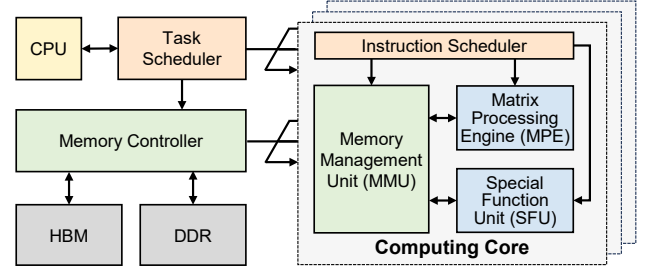 CPU
Task
Scheduler
Instruction Scheduler
Memory Controller
Memory
Management
Unit (MMU)
Matrix
Processing
Engine (MPE)
Special
Function
Unit (SFU)
HBM
DDR
Computing Core